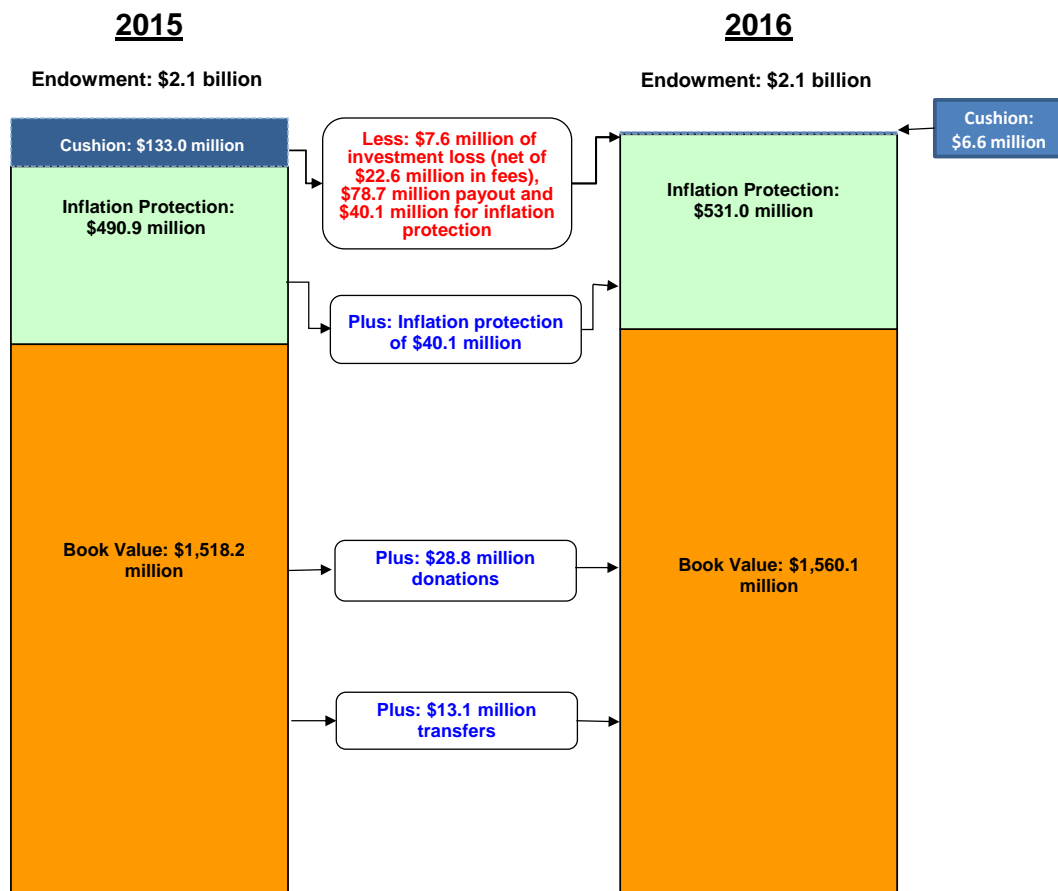 2015
Endowment: $2.1 billion
Cushion: $133.0 million
Inflation Protection:
$490.9 million
Book Value: $1,518.2
million
Less: $7.6 million of
investment loss (net of
$22.6 million in fees),
$78.7 million payout and
$40.1 million for inflation
protection
Plus: Inflation protection
of $40.1 million
Plus: $28.8 million
donations
Plus: $13.1 million
transfers
2016
Endowment: $2.1 billion
Cushion:
$6.6 million
Inflation Protection:
$531.0 million
Book Value: $1,560.1
million